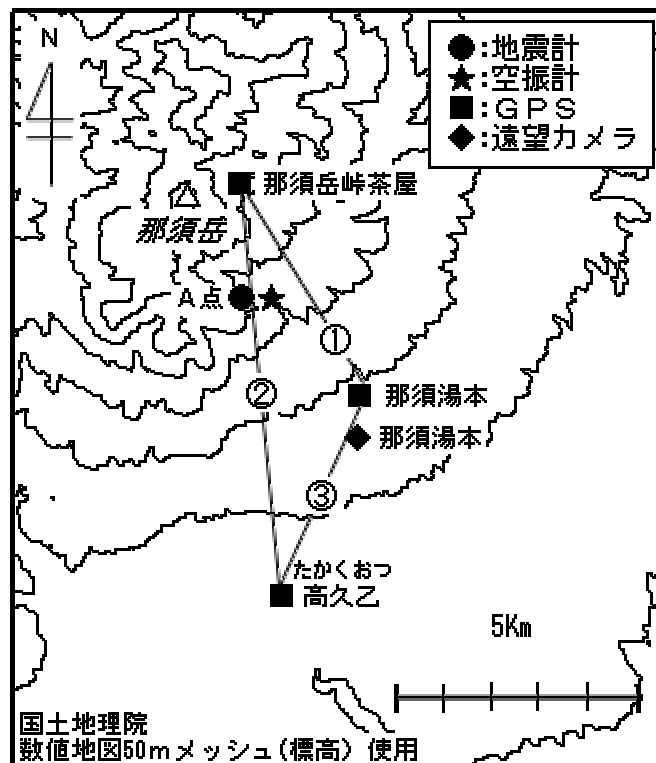 N
●:地震計
★:空振計
■:GPS
◆:遠望カメラ
那須岳峠茶屋
那須岳
A点
①
②
那須湯本
那須湯本
③
たかくおつ
高久乙
5Km
国土地理院
数値地図50mメッシュ(標高) 使用